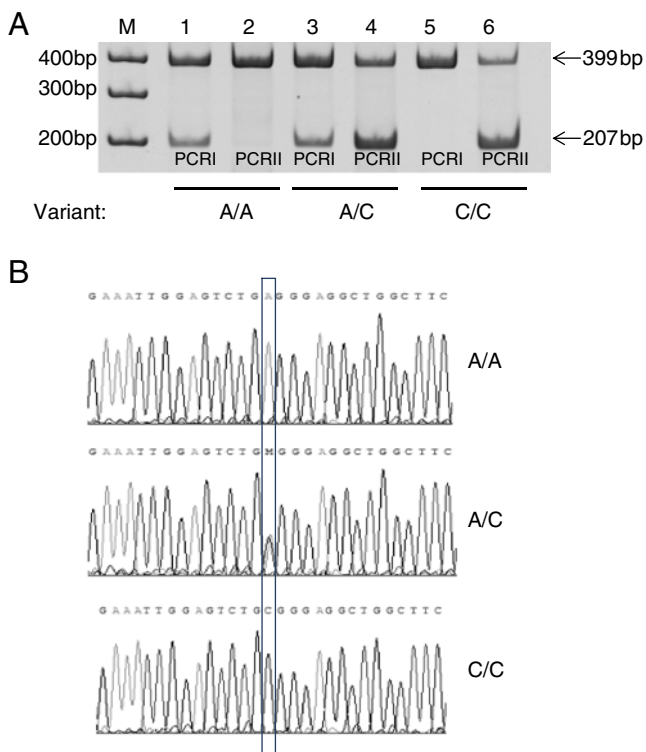 A
M 1 2 3 4 5 6
400bp 399bp
300bp
200bp 207bp
PCRI PCRII PCRI PCRII PCRI PCRII
Variant: A/A A/C C/C
B
GAAATTGGAGTCTGAGGGAGGCTGGCTTC
A/A
GAAATTGGAGTCTGMGGGAGGCTGGCTTC
A/C
GAAATTGGAGTCTGCGGGAGGCTGGCTTC
C/C